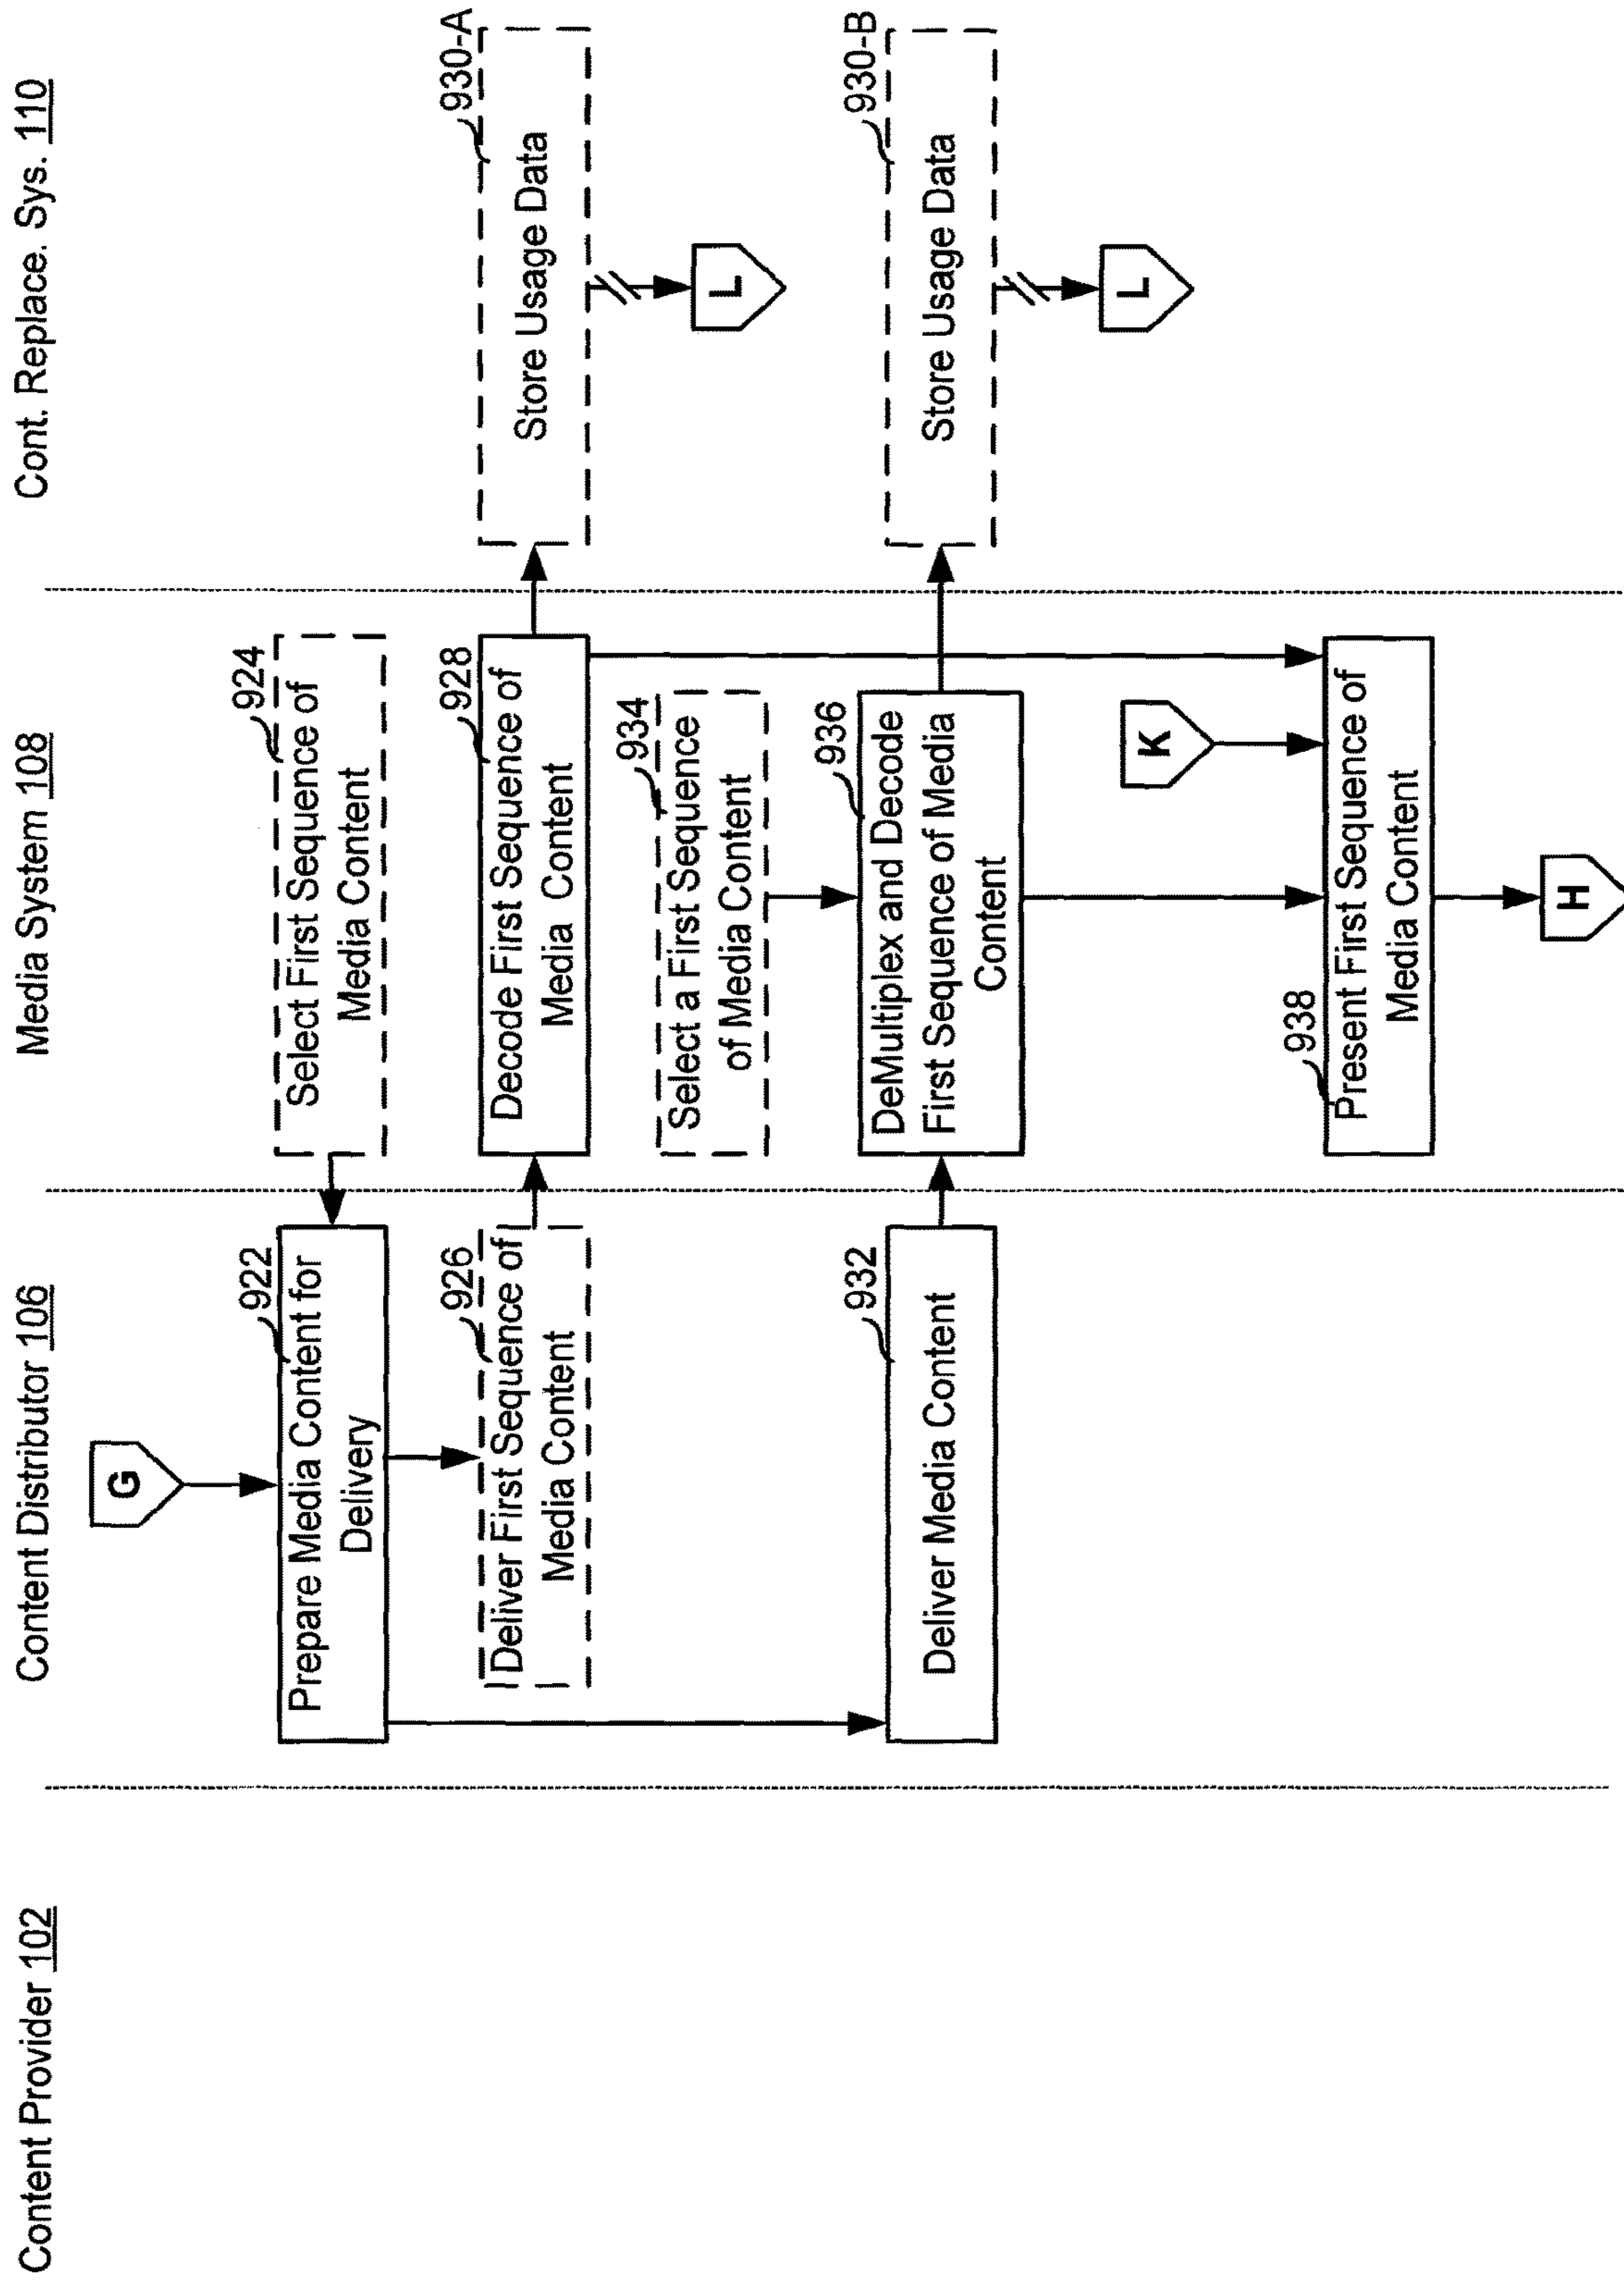 Content Provider 102
Content Distributor 106
Media System 108
Cont. Replace. Sys. 110
G
922
Prepare Media Content for
Delivery
924
Select First Sequence of
Media Content
926
Deliver First Sequence of
Media Content
928
Decode First Sequence of
Media Content
930-A
Store Usage Data
L
934
Select a First Sequence
of Media Content
932
Deliver Media Content
936
DeMultiplex and Decode
First Sequence of Media
Content
930-B
Store Usage Data
L
K
938
Present First Sequence of
Media Content
H